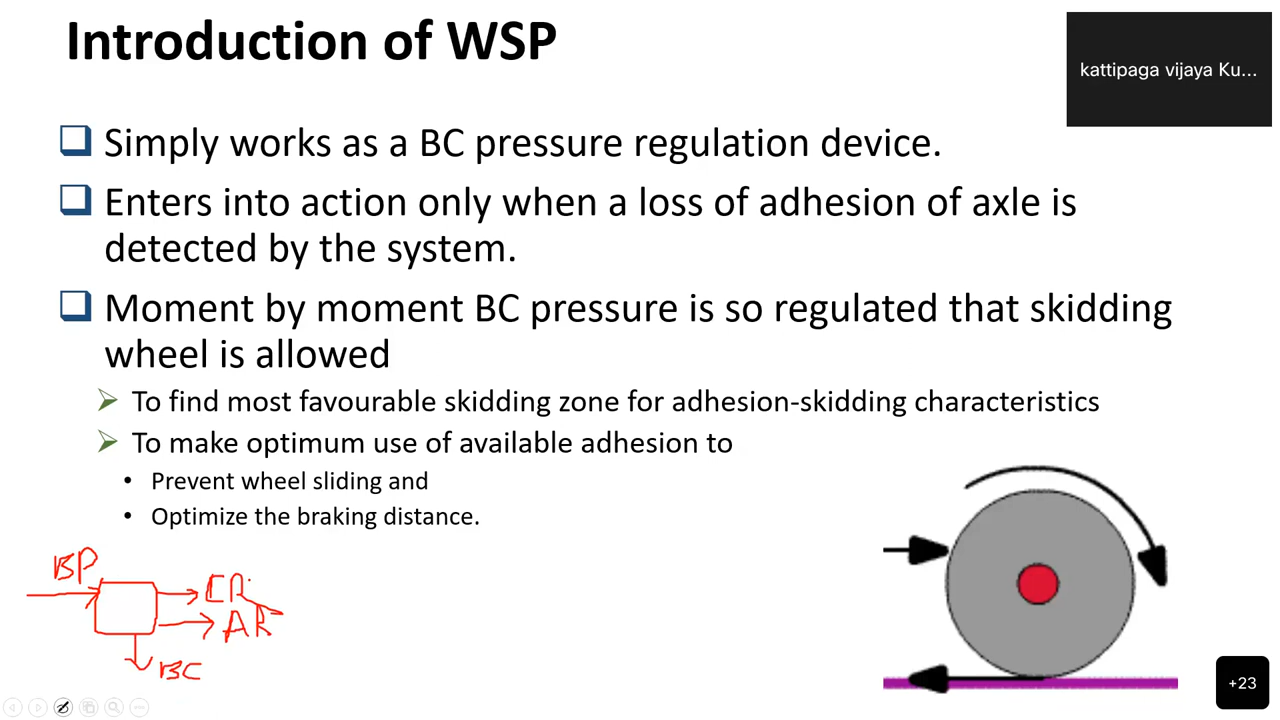 Introduction of WSP
kattipaga vijaya Ku...
Simply works as a BC pressure regulation device.
Enters into action only when a loss of adhesion of axle is
detected by the system.
Moment by moment BC pressure is so regulated that skidding
wheel is allowed
To find most favourable skidding zone for adhesion-skidding characteristics
To make optimum use of available adhesion to
Prevent wheel sliding and
Optimize the braking distance.
BP
CR
AR
BC
+23